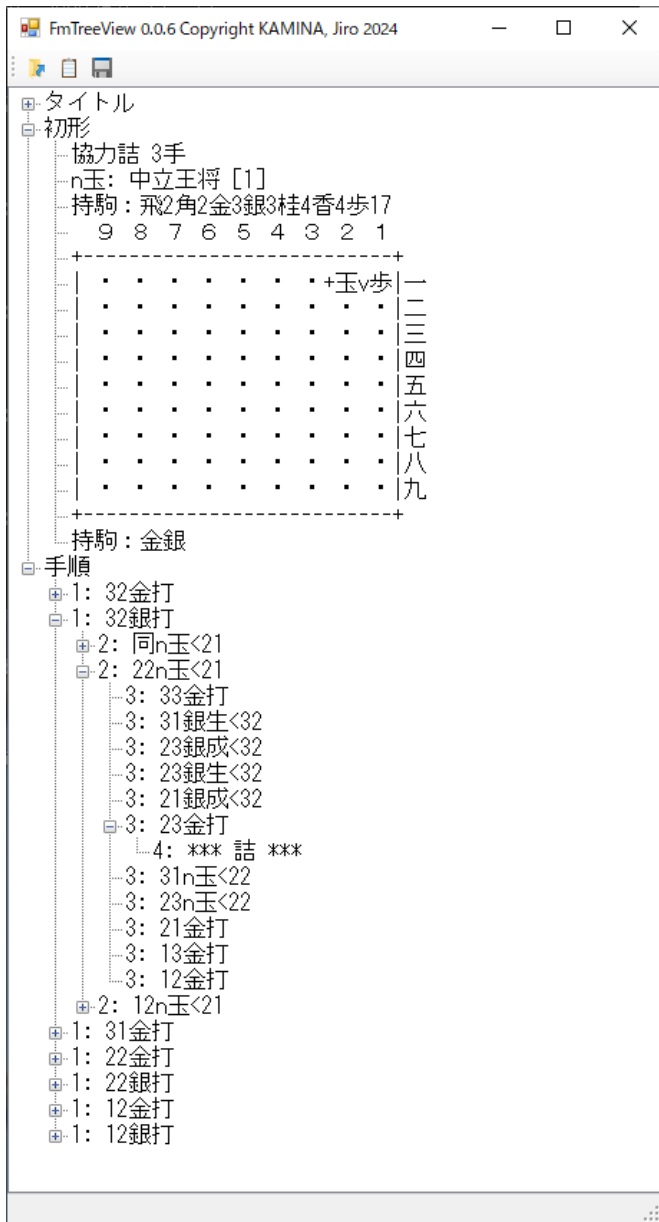 FmTreeView 0.0.6 Copyright KAMINA, Jiro 2024
タイトル
初形
協力詰 3手
n玉: 中立王将 [1]
持駒：飛2角2金3銀3桂4香4歩17
９ ８ ７ ６ ５ ４ ３ ２ １
+---------------------------+
| ・ ・ ・ ・ ・ ・ ・+玉v歩|一
| ・ ・ ・ ・ ・ ・ ・ ・ ・|二
| ・ ・ ・ ・ ・ ・ ・ ・ ・|三
| ・ ・ ・ ・ ・ ・ ・ ・ ・|四
| ・ ・ ・ ・ ・ ・ ・ ・ ・|五
| ・ ・ ・ ・ ・ ・ ・ ・ ・|六
| ・ ・ ・ ・ ・ ・ ・ ・ ・|七
| ・ ・ ・ ・ ・ ・ ・ ・ ・|八
| ・ ・ ・ ・ ・ ・ ・ ・ ・|九
+---------------------------+
持駒：金銀
手順
1: 32金打
1: 32銀打
2: 同n玉<21
2: 22n玉<21
3: 33金打
3: 31銀生<32
3: 23銀成<32
3: 23銀生<32
3: 21銀成<32
3: 23金打
4: *** 詰 ***
3: 31n玉<22
3: 23n玉<22
3: 21金打
3: 13金打
3: 12金打
2: 12n玉<21
1: 31金打
1: 22金打
1: 22銀打
1: 12金打
1: 12銀打